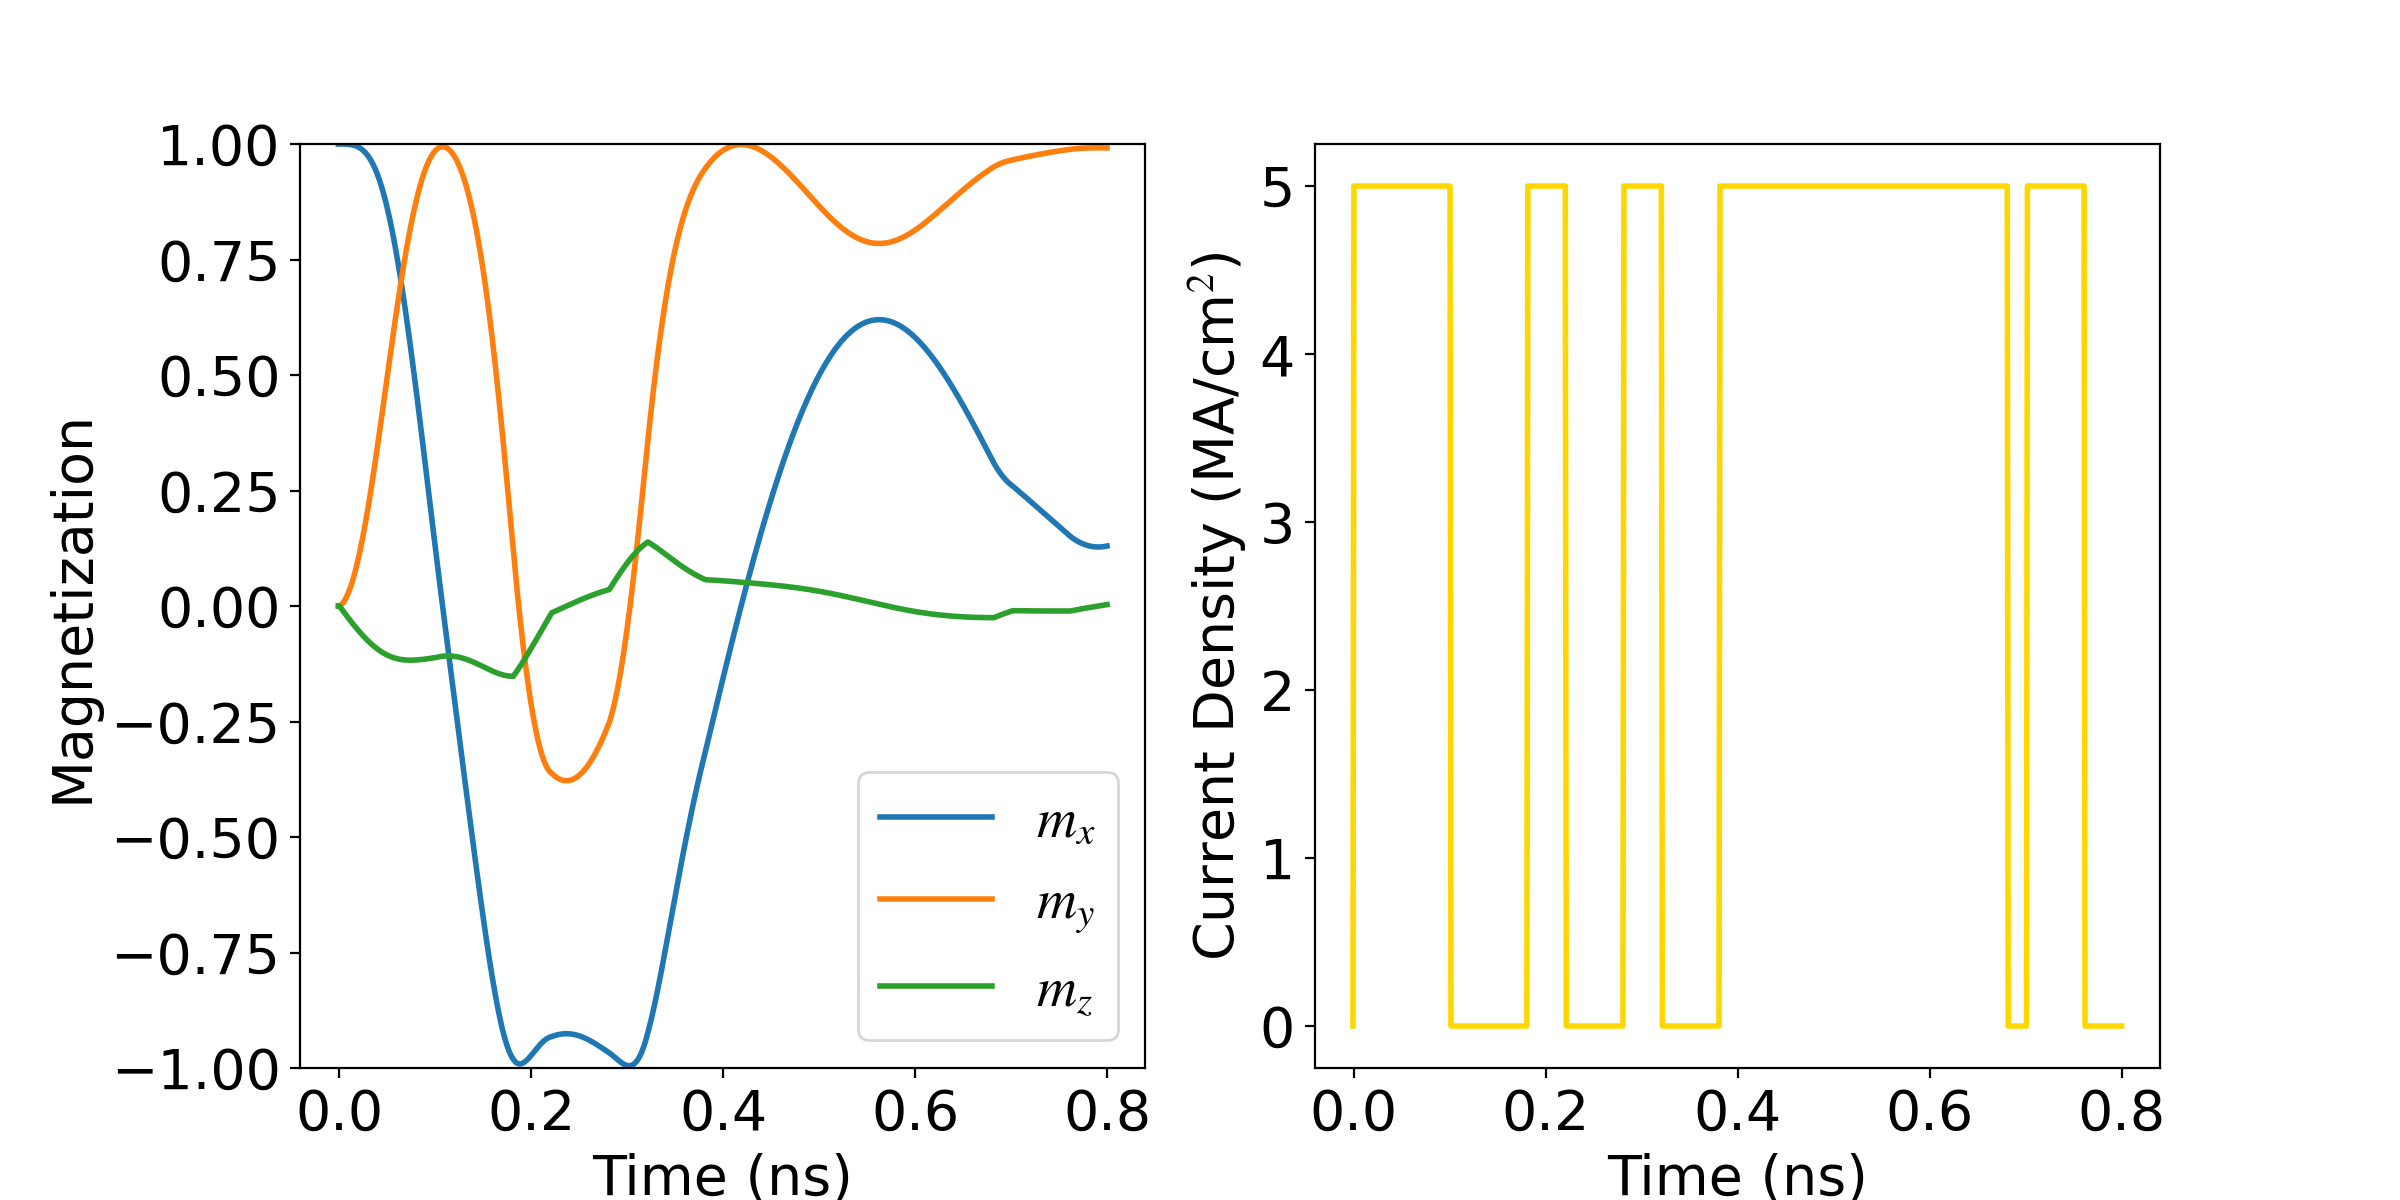 Magnetization
1.00
0.75
0.50
0.25
0.00
−0.25
−0.50
−0.75
−1.00
0.0 0.2 0.4 0.6 0.8
Time (ns)
m_x
m_y
m_z
Current Density (MA/cm²)
5
4
3
2
1
0
0.0 0.2 0.4 0.6 0.8
Time (ns)